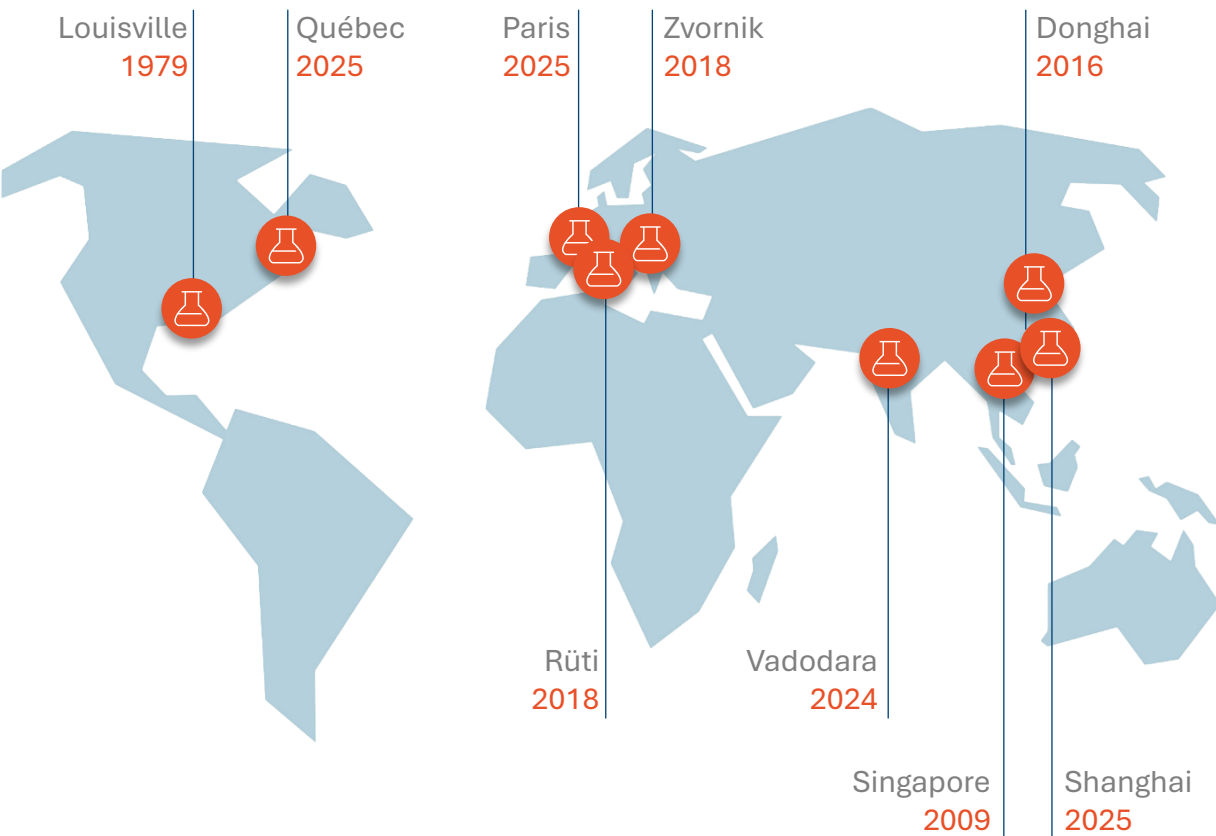 Louisville
1979
Québec
2025
Paris
2025
Zvornik
2018
Donghai
2016
Rüti
2018
Vadodara
2024
Singapore
2009
Shanghai
2025